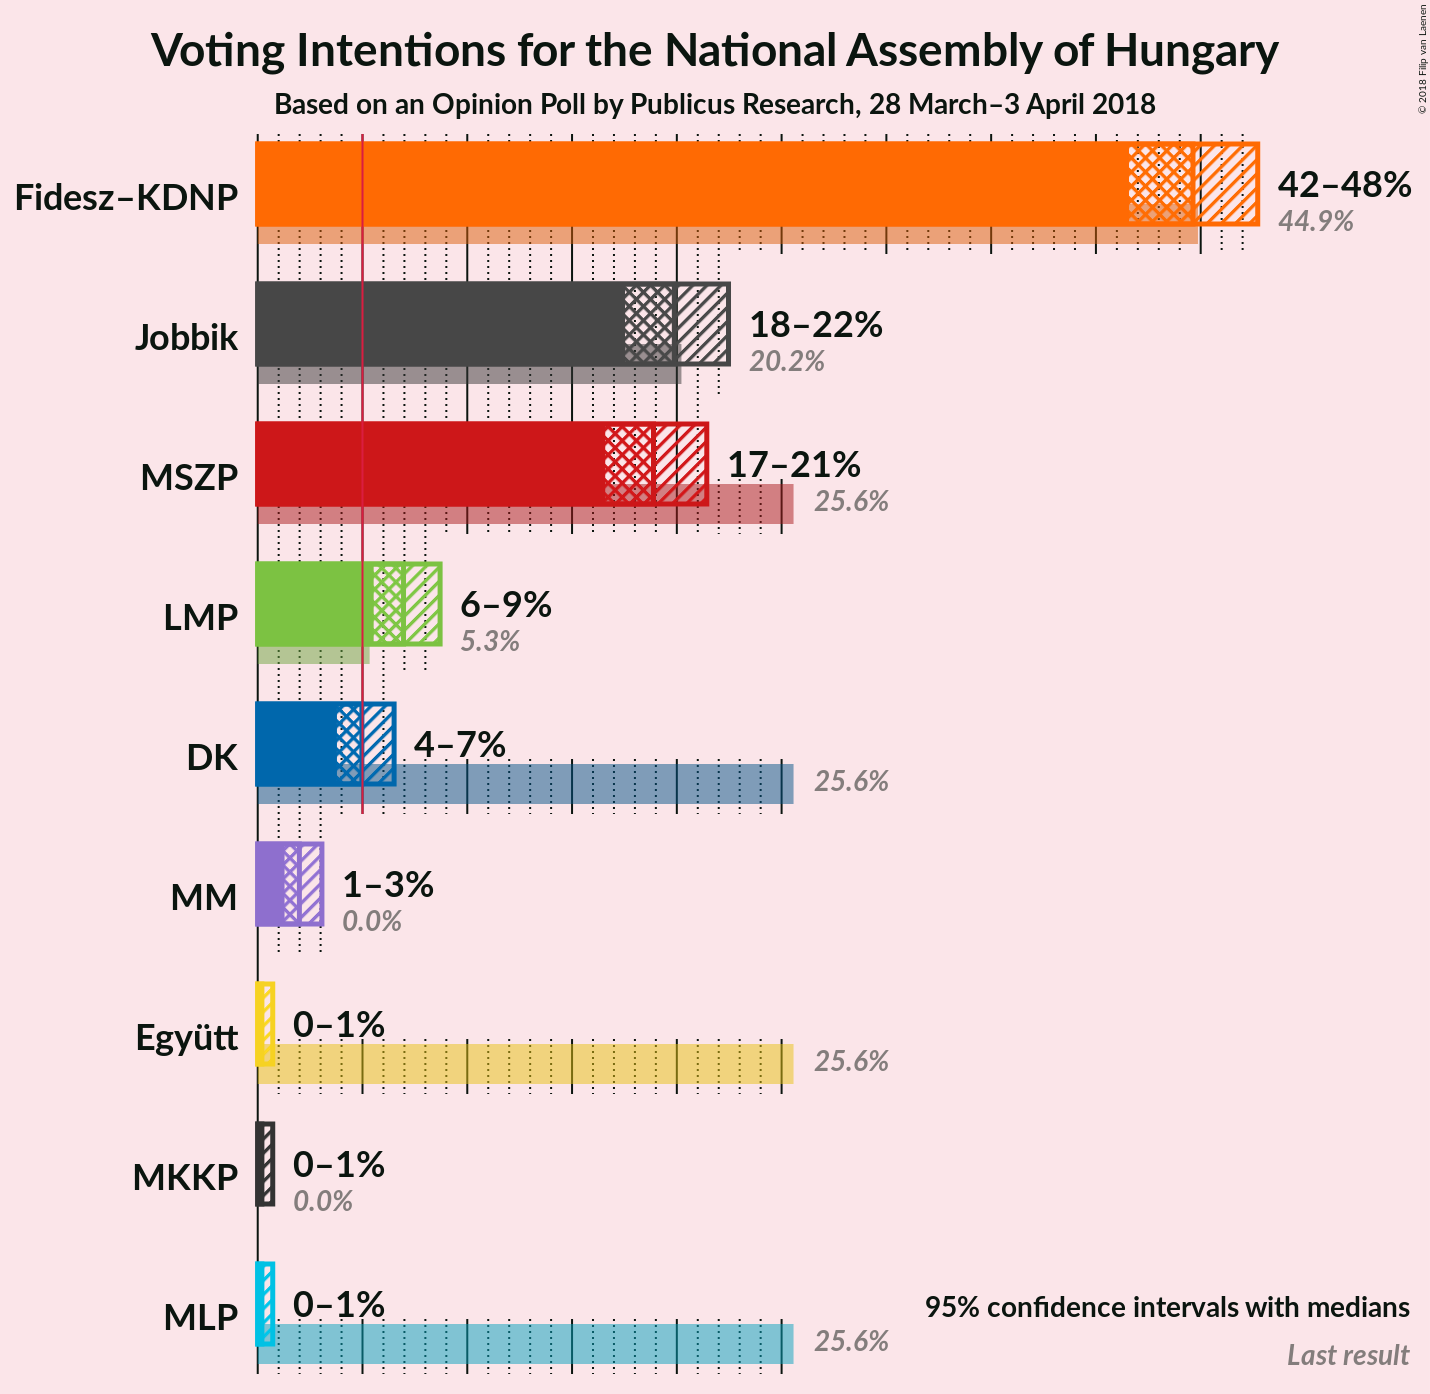 Voting Intentions for the National Assembly of Hungary
Based on an Opinion Poll by Publicus Research, 28 March–3 April 2018
© 2018 Filip van Laenen
Fidesz–KDNP
42–48%
44.9%
Jobbik
18–22%
20.2%
MSZP
17–21%
25.6%
LMP
6–9%
5.3%
DK
4–7%
25.6%
MM
1–3%
0.0%
Együtt
0–1%
25.6%
MKKP
0–1%
0.0%
MLP
0–1%
25.6%
95% confidence intervals with medians
Last result